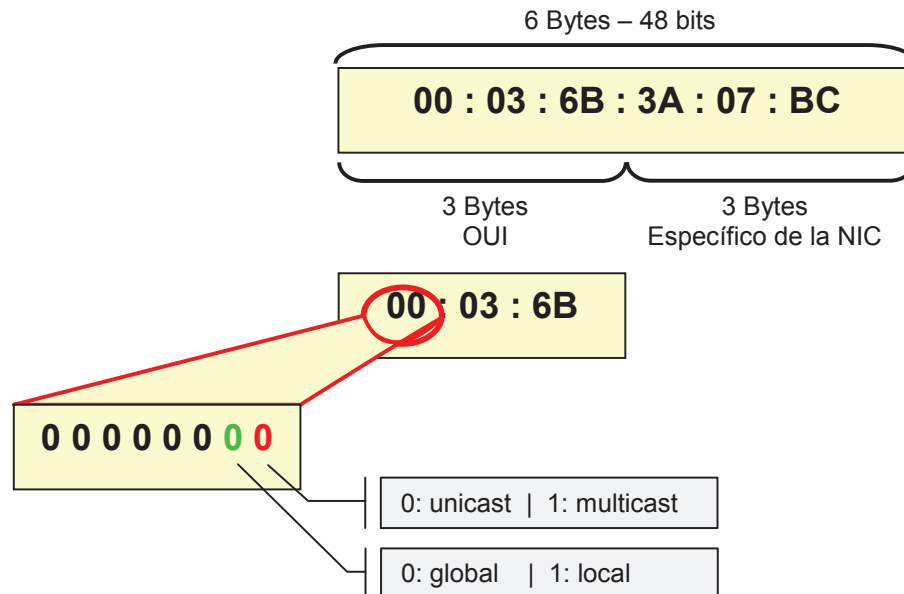 6 Bytes – 48 bits
00 : 03 : 6B : 3A : 07 : BC
3 Bytes
OUI
3 Bytes
Específico de la NIC
00 : 03 : 6B
0 0 0 0 0 0 0 0
0: unicast | 1: multicast
0: global | 1: local